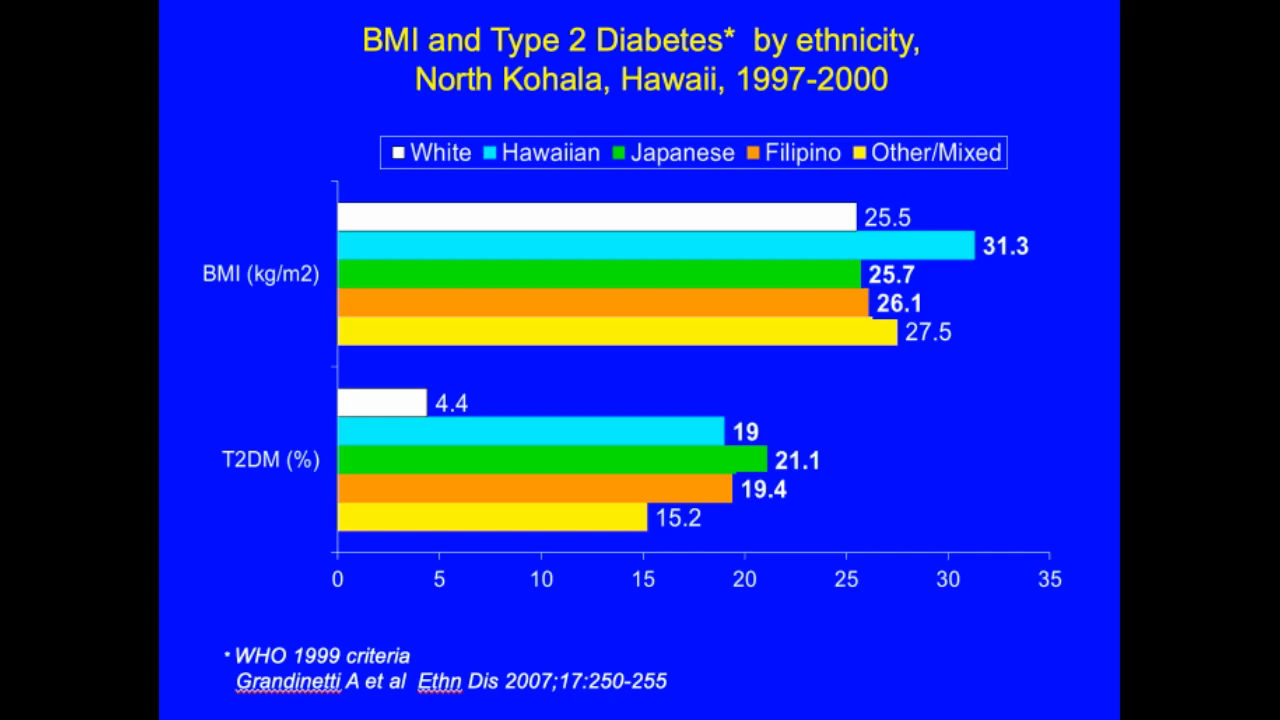 BMI and Type 2 Diabetes* by ethnicity,
North Kohala, Hawaii, 1997-2000
White Hawaiian Japanese Filipino Other/Mixed
25.5
31.3
BMI (kg/m2) 25.7
26.1
27.5
4.4
19
T2DM (%) 21.1
19.4
15.2
0 5 10 15 20 25 30 35
* WHO 1999 criteria
Grandinetti A et al Ethn Dis 2007;17:250-255